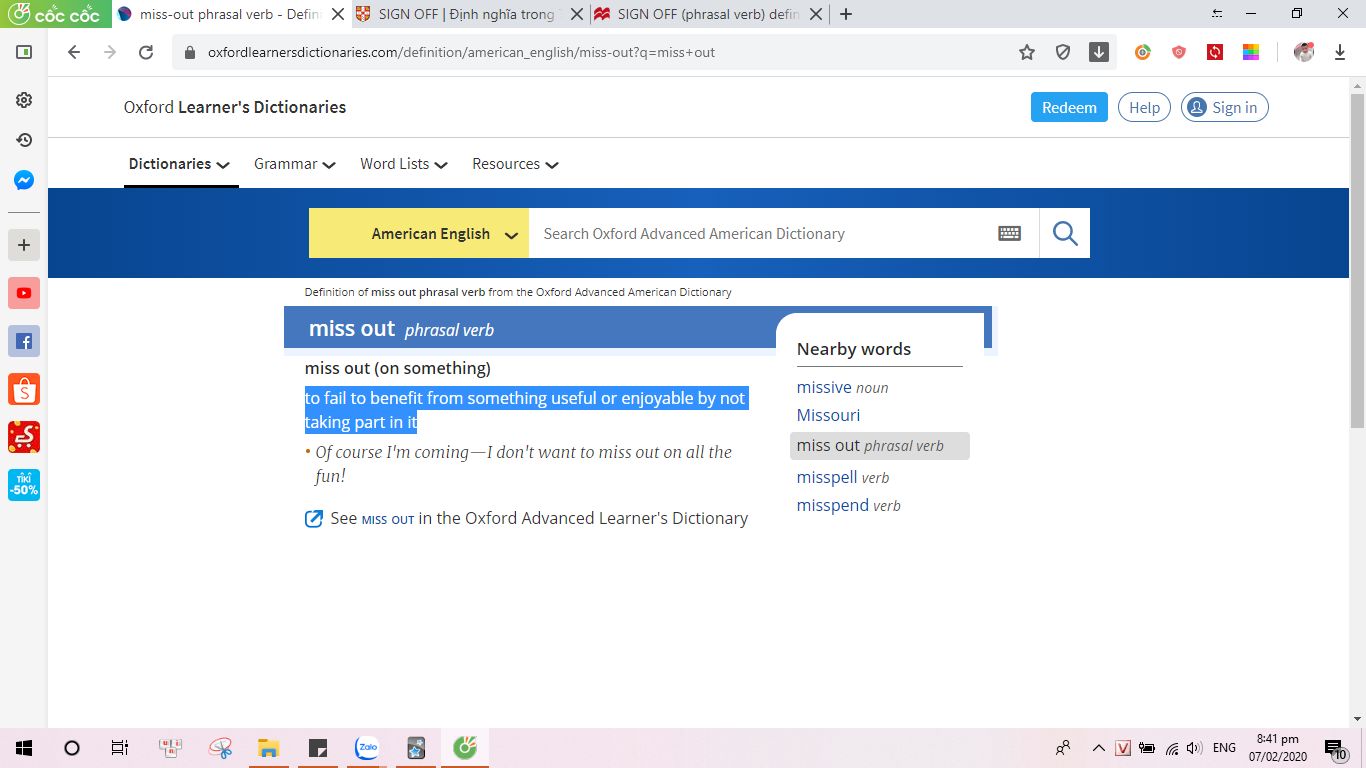 cốc cốc
miss-out phrasal verb - Defin
SIGN OFF | Định nghĩa trong
SIGN OFF (phrasal verb) defin
oxfordlearnersdictionaries.com/definition/american_english/miss-out?q=miss+out
Oxford Learner's Dictionaries
Redeem
Help
Sign in
Dictionaries
Grammar
Word Lists
Resources
American English
Search Oxford Advanced American Dictionary
Definition of miss out phrasal verb from the Oxford Advanced American Dictionary
miss out phrasal verb
miss out (on something)
to fail to benefit from something useful or enjoyable by not
taking part in it
• Of course I'm coming—I don't want to miss out on all the
fun!
See MISS OUT in the Oxford Advanced Learner's Dictionary
Nearby words
missive noun
Missouri
miss out phrasal verb
misspell verb
misspend verb
TIKI
-50%
Zalo
V
ENG
8:41 pm
07/02/2020
10